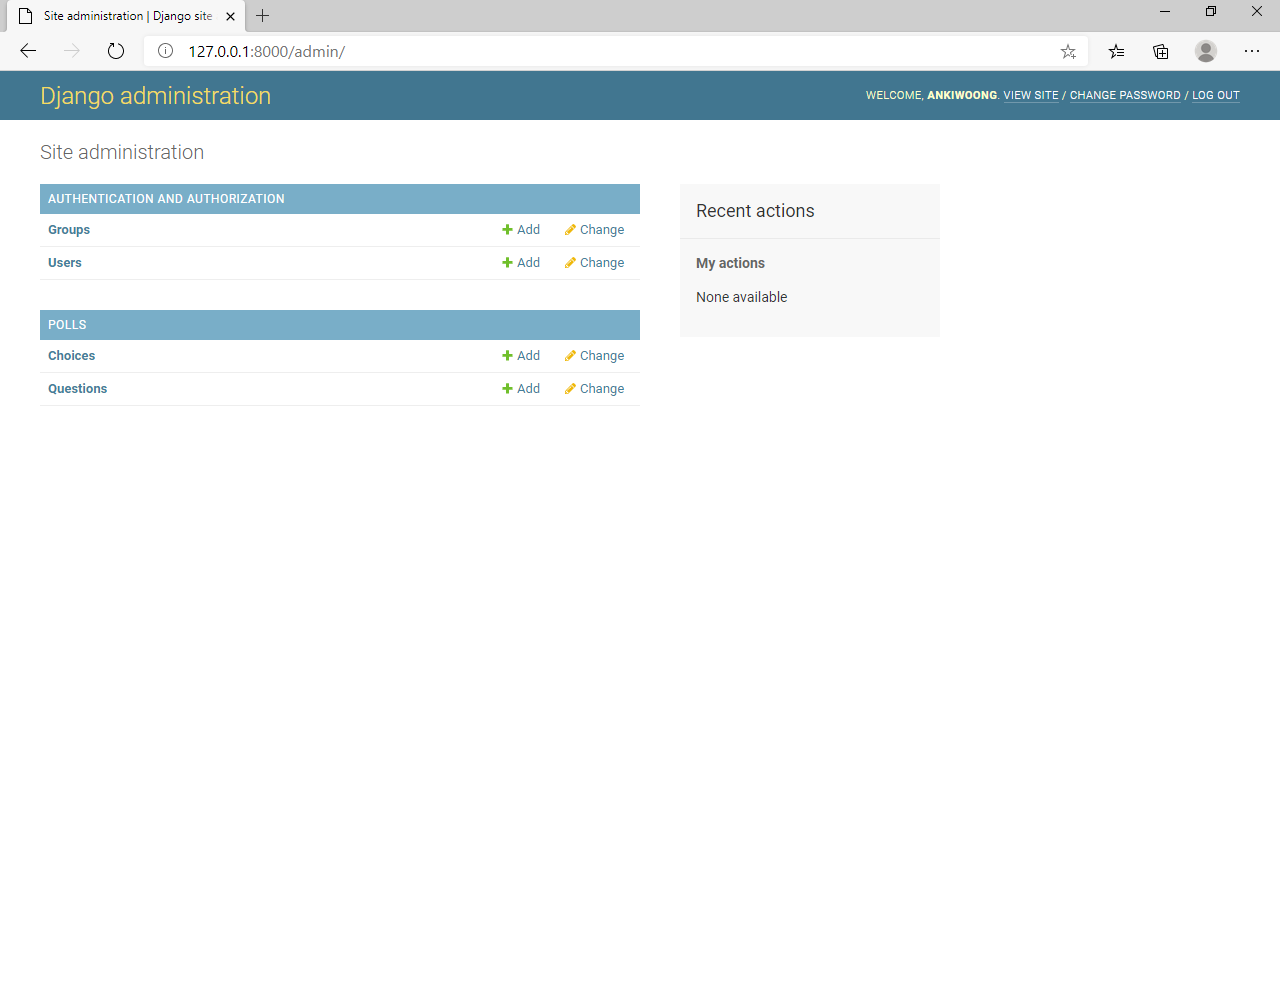 Site administration | Django site
127.0.0.1:8000/admin/
Django administration
WELCOME, ANKIWOONG. VIEW SITE / CHANGE PASSWORD / LOG OUT
Site administration
AUTHENTICATION AND AUTHORIZATION
Groups Add Change
Users Add Change
POLLS
Choices Add Change
Questions Add Change
Recent actions
My actions
None available